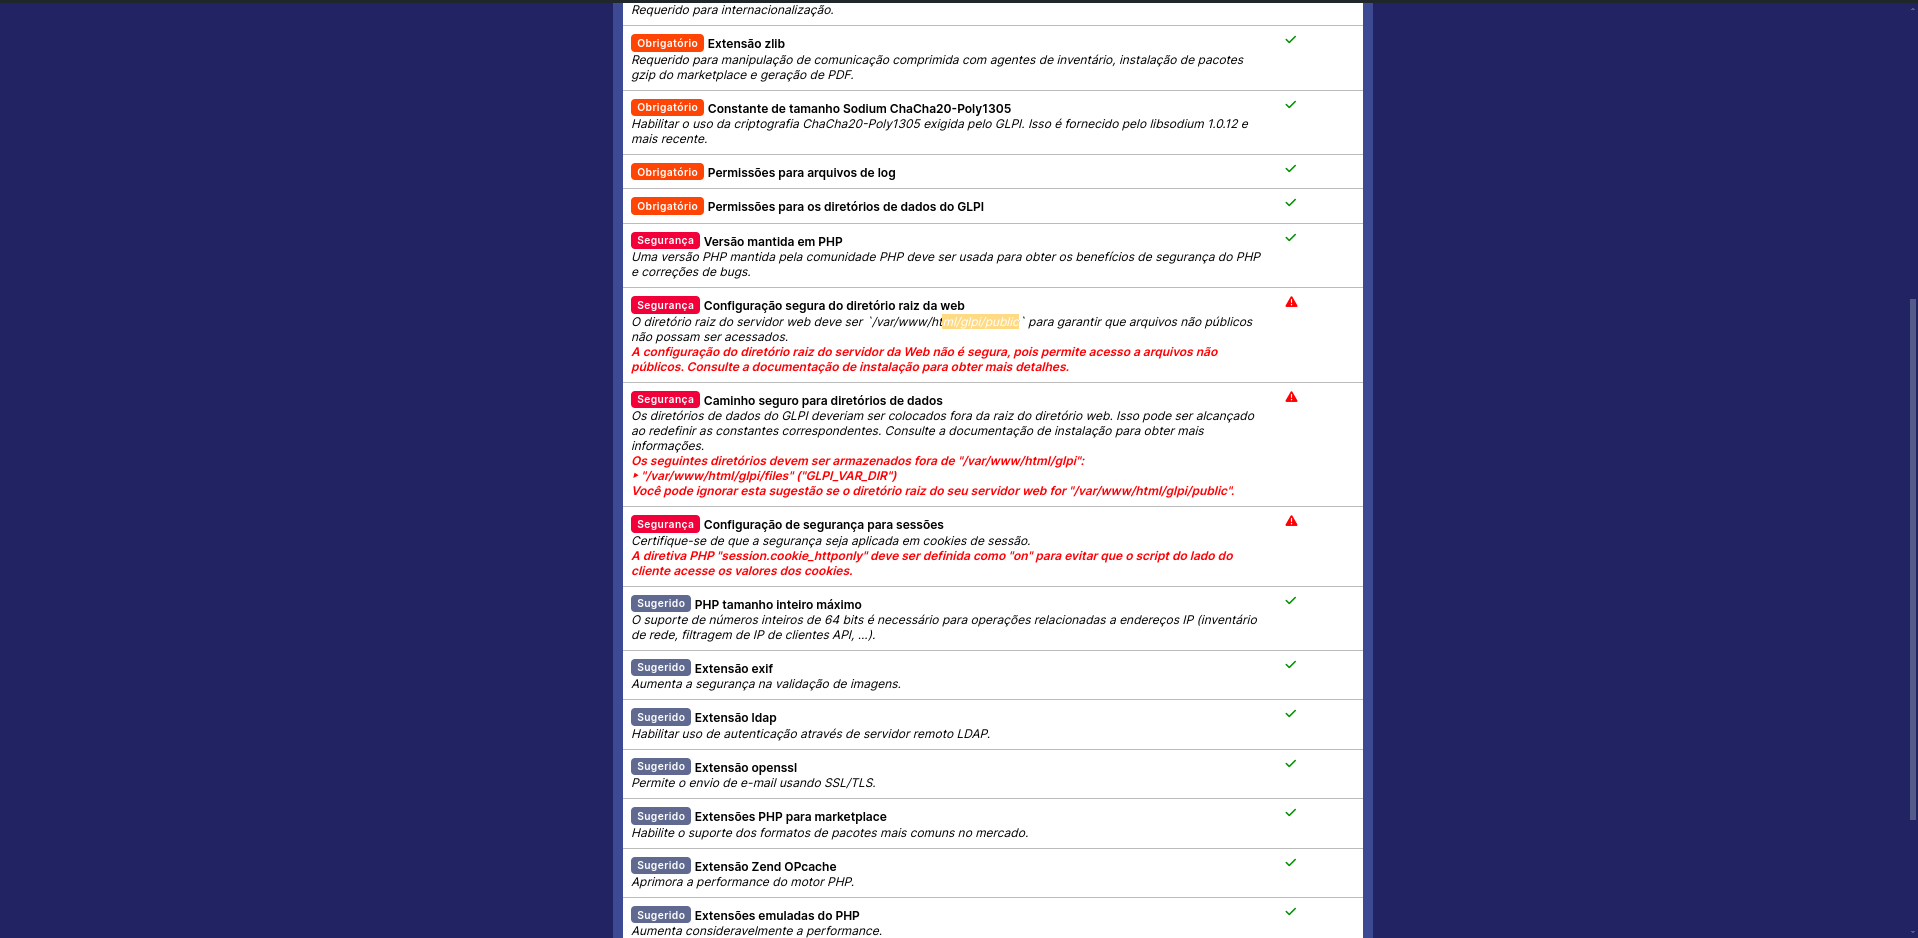 Requerido para internacionalização.
Obrigatório Extensão zlib
Requerido para manipulação de comunicação comprimida com agentes de inventário, instalação de pacotes
gzip do marketplace e geração de PDF.
Obrigatório Constante de tamanho Sodium ChaCha20-Poly1305
Habilitar o uso da criptografia ChaCha20-Poly1305 exigida pelo GLPI. Isso é fornecido pelo libsodium 1.0.12 e
mais recente.
Obrigatório Permissões para arquivos de log
Obrigatório Permissões para os diretórios de dados do GLPI
Segurança Versão mantida em PHP
Uma versão PHP mantida pela comunidade PHP deve ser usada para obter os benefícios de segurança do PHP
e correções de bugs.
Segurança Configuração segura do diretório raiz da web
O diretório raiz do servidor web deve ser `/var/www/html/glpi/public` para garantir que arquivos não públicos
não possam ser acessados.
A configuração do diretório raiz do servidor da Web não é segura, pois permite acesso a arquivos não
públicos. Consulte a documentação de instalação para obter mais detalhes.
Segurança Caminho seguro para diretórios de dados
Os diretórios de dados do GLPI deveriam ser colocados fora da raiz do diretório web. Isso pode ser alcançado
ao redefinir as constantes correspondentes. Consulte a documentação de instalação para obter mais
informações.
Os seguintes diretórios devem ser armazenados fora de "/var/www/html/glpi":
‣ "/var/www/html/glpi/files" ("GLPI_VAR_DIR")
Você pode ignorar esta sugestão se o diretório raiz do seu servidor web for "/var/www/html/glpi/public".
Segurança Configuração de segurança para sessões
Certifique-se de que a segurança seja aplicada em cookies de sessão.
A diretiva PHP "session.cookie_httponly" deve ser definida como "on" para evitar que o script do lado do
cliente acesse os valores dos cookies.
Sugerido PHP tamanho inteiro máximo
O suporte de números inteiros de 64 bits é necessário para operações relacionadas a endereços IP (inventário
de rede, filtragem de IP de clientes API, ...).
Sugerido Extensão exif
Aumenta a segurança na validação de imagens.
Sugerido Extensão ldap
Habilitar uso de autenticação através de servidor remoto LDAP.
Sugerido Extensão openssl
Permite o envio de e-mail usando SSL/TLS.
Sugerido Extensões PHP para marketplace
Habilite o suporte dos formatos de pacotes mais comuns no mercado.
Sugerido Extensão Zend OPcache
Aprimora a performance do motor PHP.
Sugerido Extensões emuladas do PHP
Aumenta consideravelmente a performance.